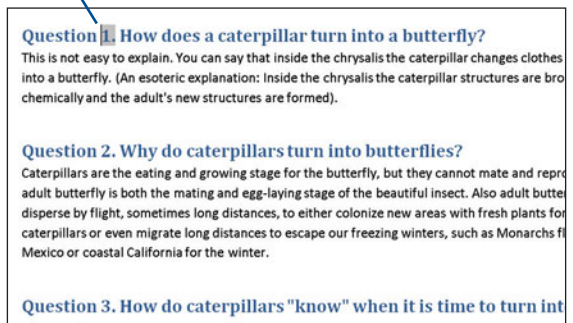 Question 1. How does a caterpillar turn into a butterfly?
This is not easy to explain. You can say that inside the chrysalis the caterpillar changes clothes
into a butterfly. (An esoteric explanation: Inside the chrysalis the caterpillar structures are bro
chemically and the adult's new structures are formed).
Question 2. Why do caterpillars turn into butterflies?
Caterpillars are the eating and growing stage for the butterfly, but they cannot mate and repro
adult butterfly is both the mating and egg-laying stage of the beautiful insect. Also adult butte
disperse by flight, sometimes long distances, to either colonize new areas with fresh plants for
caterpillars or even migrate long distances to escape our freezing winters, such as Monarchs fl
Mexico or coastal California for the winter.
Question 3. How do caterpillars "know" when it is time to turn int